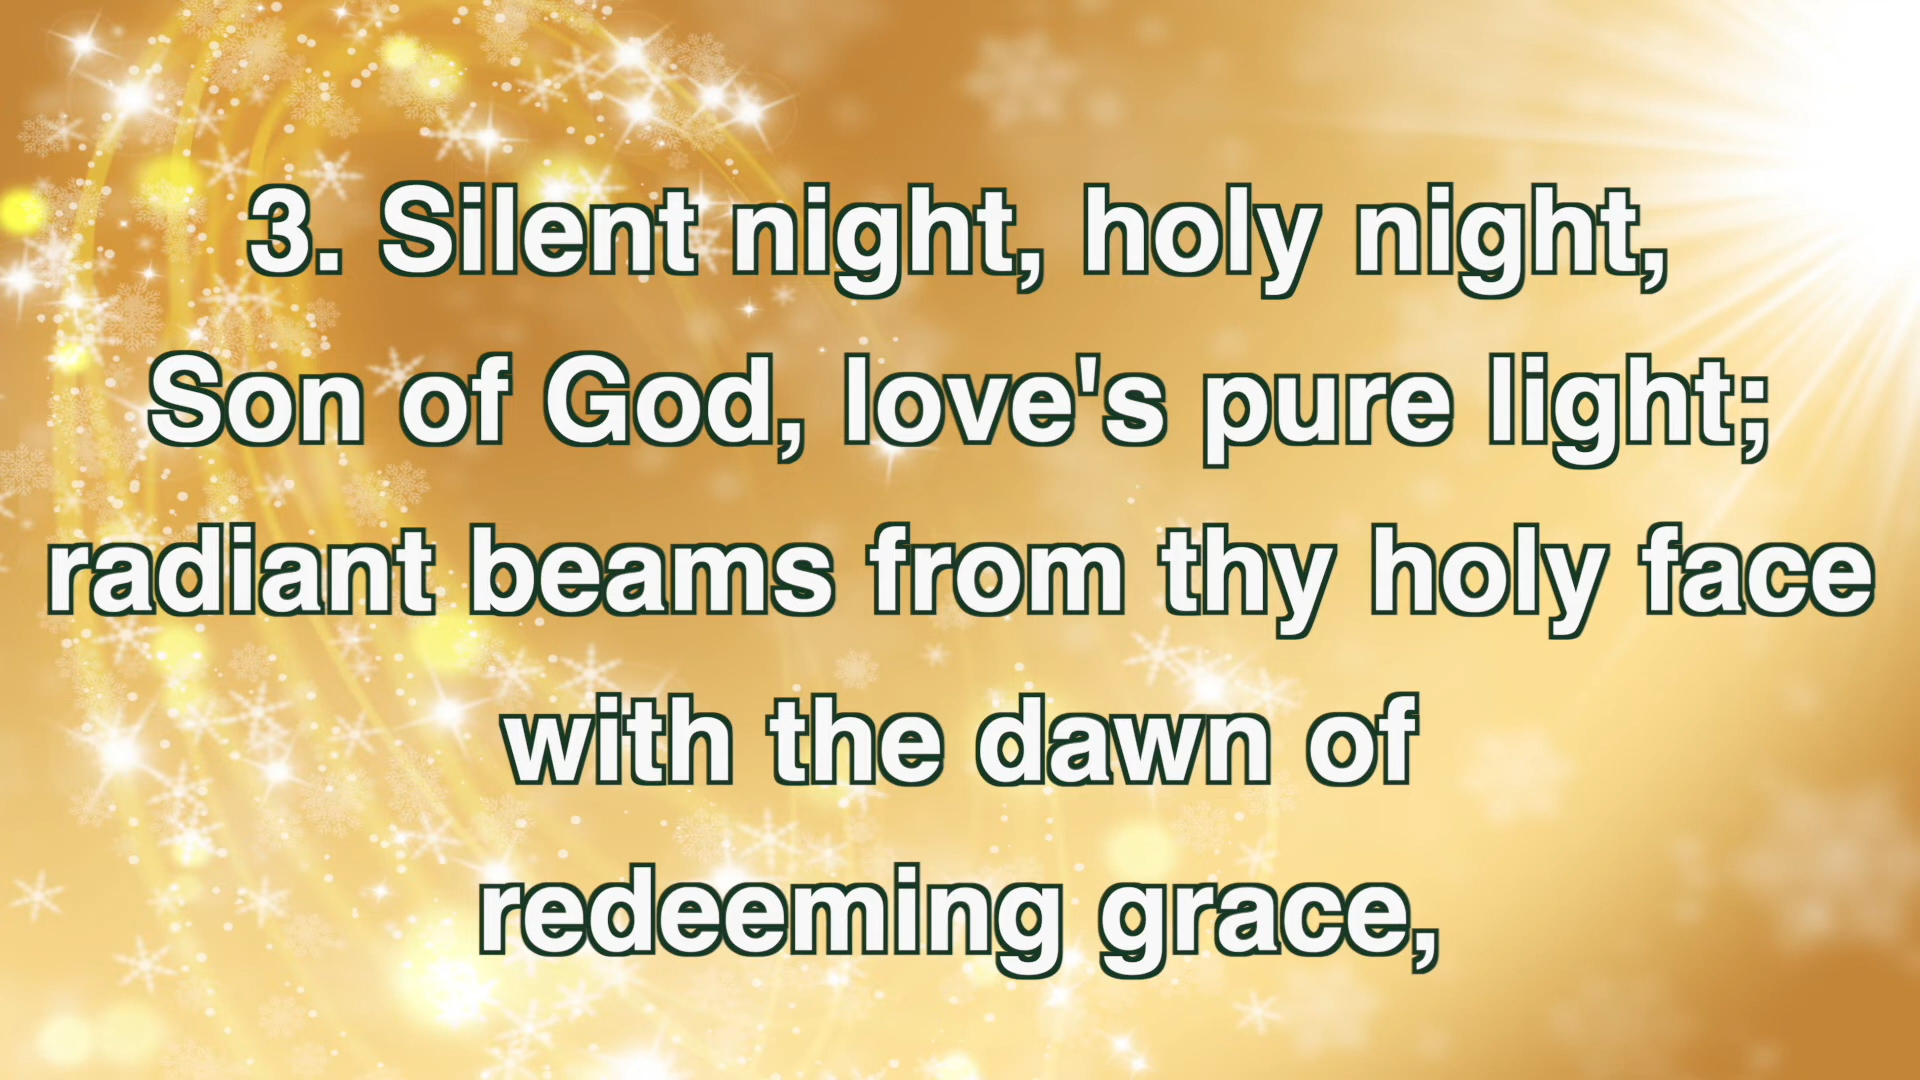 3. Silent night, holy night,
Son of God, love's pure light;
radiant beams from thy holy face
with the dawn of
redeeming grace,